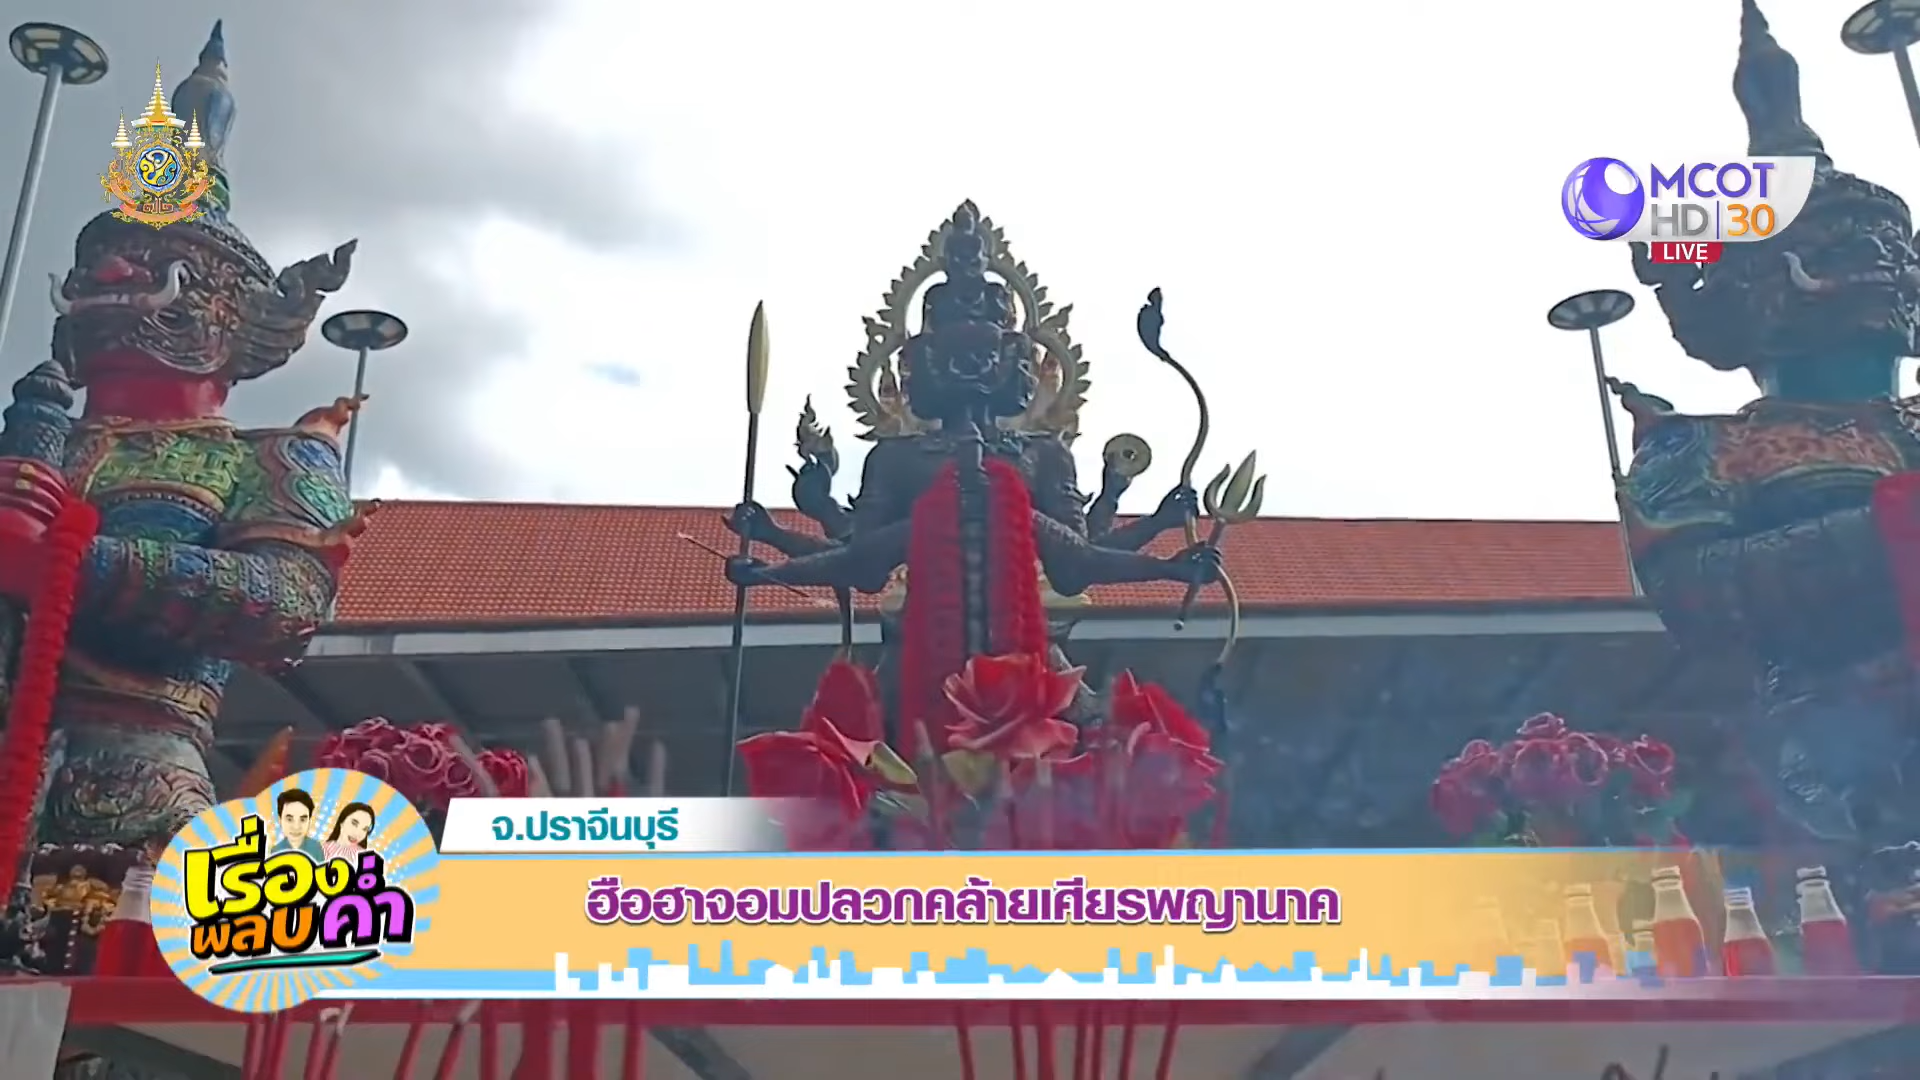 MCOT
HD 30
LIVE
จ.ปราจีนบุรี
เรื่อง
พลบค่ำ
ฮือฮาจอมปลวกคล้ายเศียรพญานาค